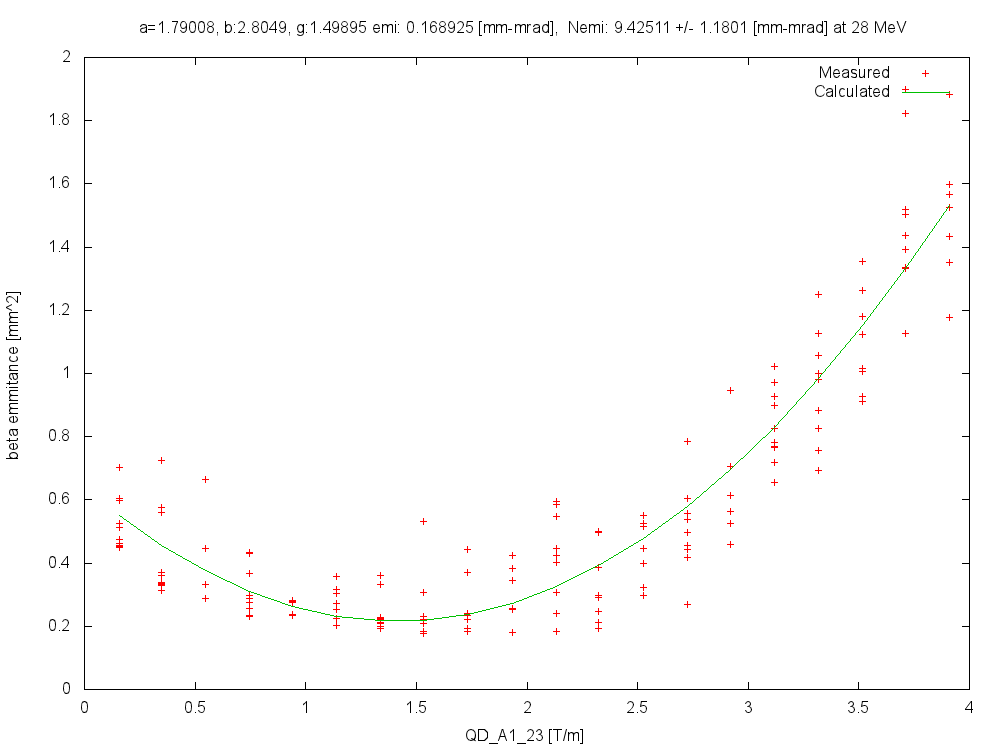 a=1.79008, b:2.8049, g:1.49895 emi: 0.168925 [mm-mrad],  Nemi: 9.42511 +/- 1.1801 [mm-mrad] at 28 MeV
Measured
Calculated
2
1.8
1.6
1.4
1.2
1
0.8
0.6
0.4
0.2
0
beta emmitance [mm^2]
0 0.5 1 1.5 2 2.5 3 3.5 4
QD_A1_23 [T/m]